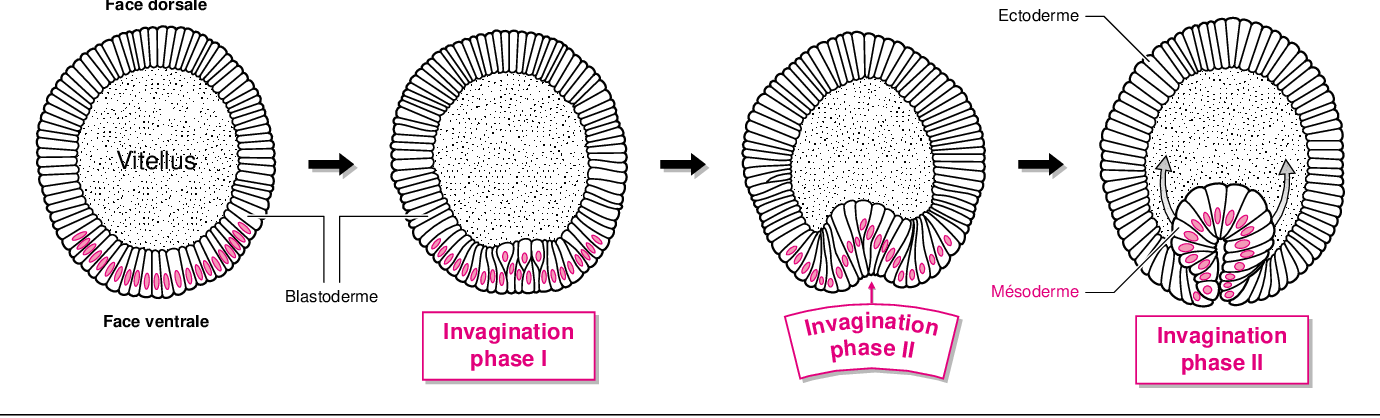 Face dorsale
Vitellus
Face ventrale
Blastoderme
Invagination
phase I
Invagination
phase II
Ectoderme
Mésoderme
Invagination
phase II